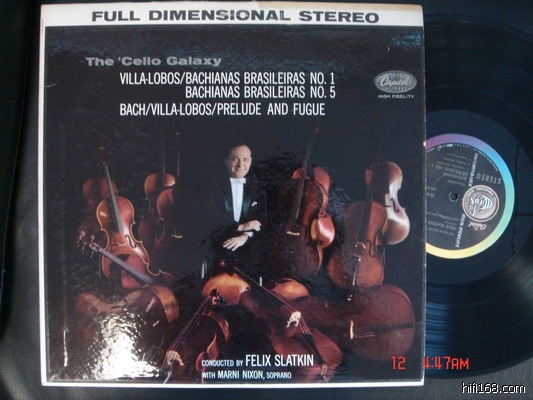 FULL DIMENSIONAL STEREO
The 'Cello Galaxy
VILLA-LOBOS/BACHIANAS BRASILEIRAS NO. 1
BACHIANAS BRASILEIRAS NO. 5
BACH/VILLA-LOBOS/PRELUDE AND FUGUE
Capitol
HIGH FIDELITY
STEREO
CONDUCTED BY FELIX SLATKIN
WITH MARNI NIXON, SOPRANO
12 4:47AM
hifi168.com